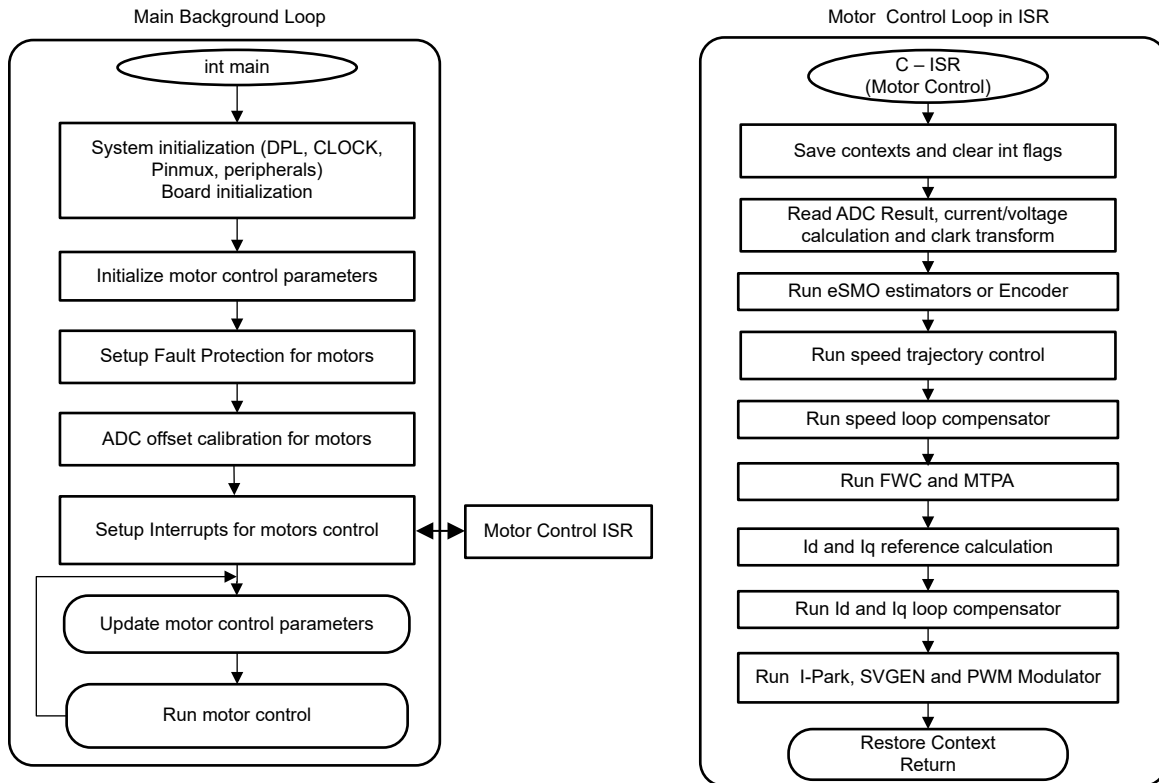 Main Background Loop
int main
System initialization (DPL, CLOCK,
Pinmux, peripherals)
Board initialization
Initialize motor control parameters
Setup Fault Protection for motors
ADC offset calibration for motors
Setup Interrupts for motors control
Motor Control ISR
Update motor control parameters
Run motor control
Motor Control Loop in ISR
C – ISR
(Motor Control)
Save contexts and clear int flags
Read ADC Result, current/voltage
calculation and clark transform
Run eSMO estimators or Encoder
Run speed trajectory control
Run speed loop compensator
Run FWC and MTPA
Id and Iq reference calculation
Run Id and Iq loop compensator
Run I-Park, SVGEN and PWM Modulator
Restore Context
Return